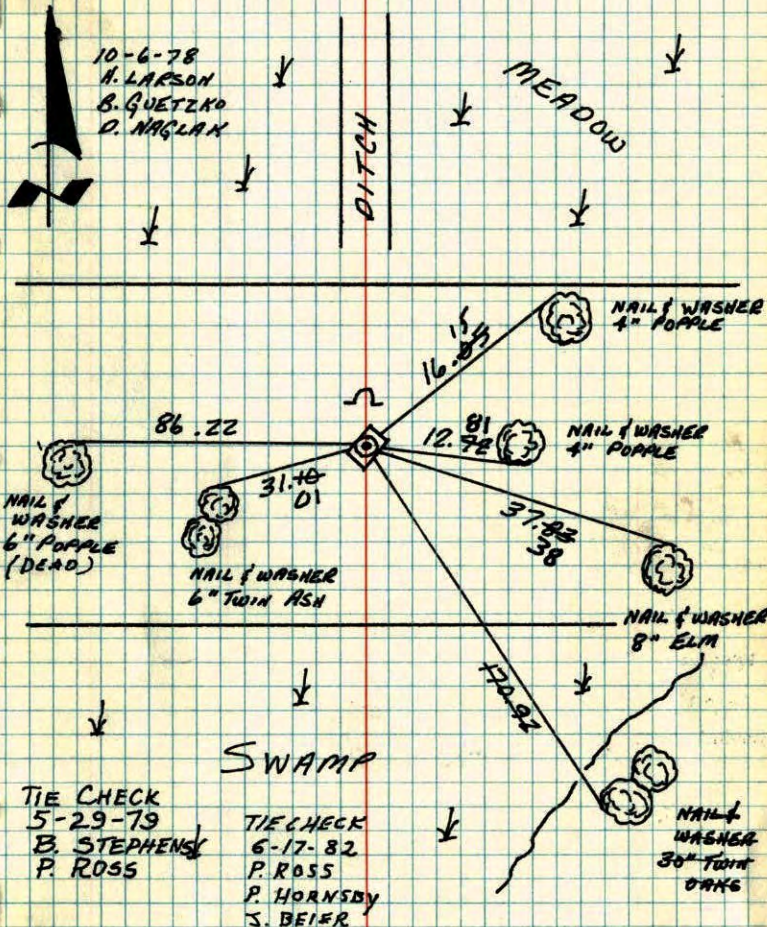 10-6-78
H. LARSON
B. GUETZKO
D. NAGLAK
DITCH
MEADOW
NAIL & WASHER
4" POPPLE
15
16.05
86.22
81
12.72
NAIL & WASHER
4" POPPLE
31.10
01
37.83
38
NAIL &
WASHER
6" POPPLE
(DEAD)
NAIL & WASHER
6" TWIN ASH
NAIL & WASHER
8" ELM
170.92
SWAMP
TIE CHECK
5-29-79
B. STEPHENS
P. ROSS
TIE CHECK
6-17-82
P. ROSS
P. HORNSBY
J. BEIER
NAIL &
WASHER
30" TWIN
OAKS